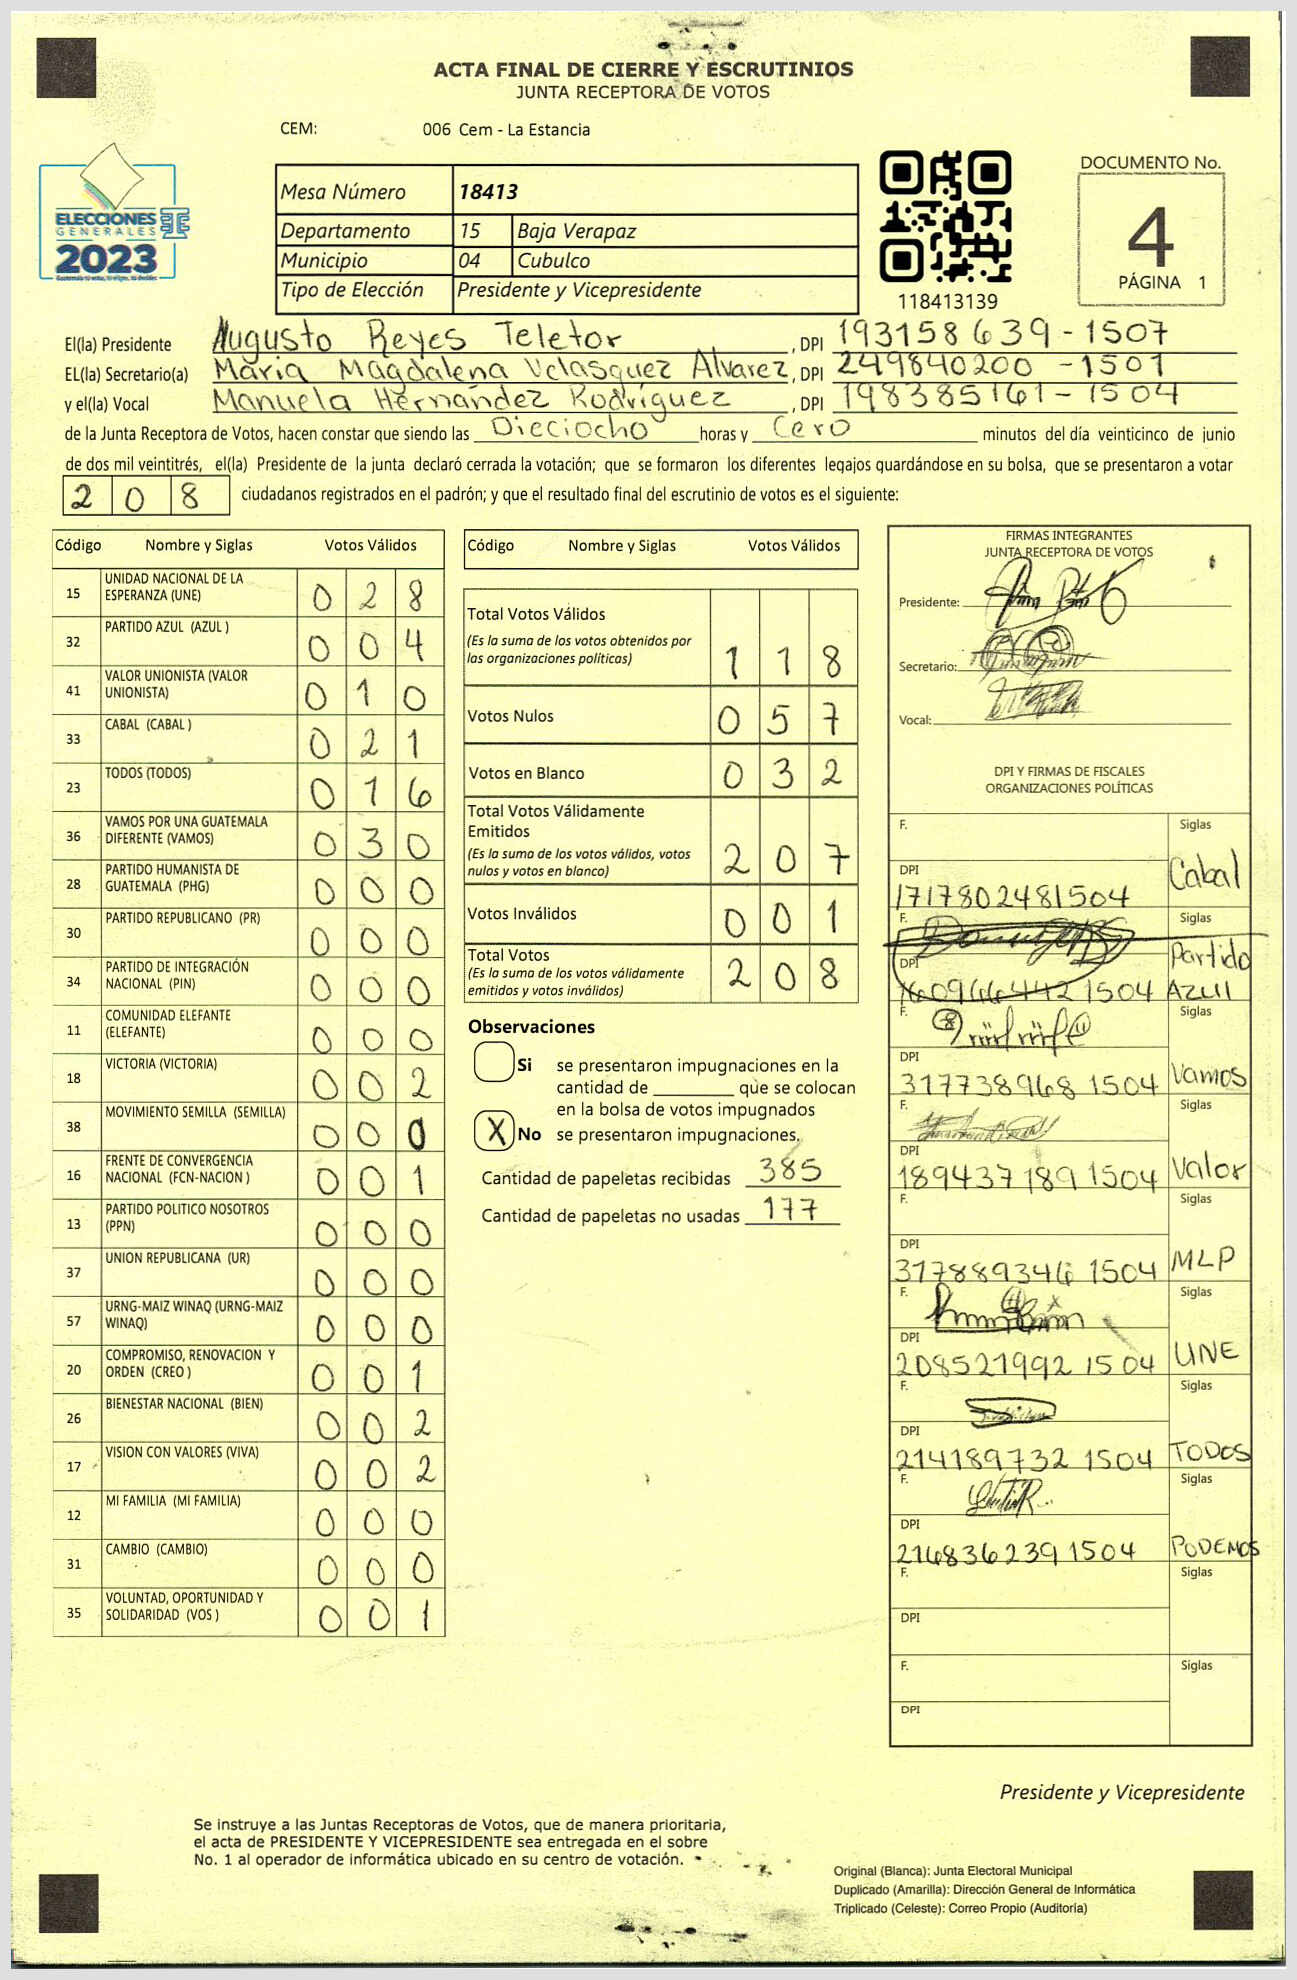 ACTA FINAL DE CIERRE Y ESCRUTINIOS
JUNTA RECEPTORA DE VOTOS
CEM: 006 Cem - La Estancia
ELECCIONES
GENERALES
2023
Mesa Número 18413
Departamento 15 Baja Verapaz
Municipio 04 Cubulco
Tipo de Elección Presidente y Vicepresidente
118413139
DOCUMENTO No.
4
PÁGINA 1
El(la) Presidente Augusto Reyes Teletor, DPI 193158639-1507
EL(la) Secretario(a) Maria Magdalena Velasquez Alvarez, DPI 249840200-1501
y el(la) Vocal Manuela Hernández Rodríguez, DPI 198385161-1504
de la Junta Receptora de Votos, hacen constar que siendo las Dieciocho horas y Cero minutos del día veinticinco de junio
de dos mil veintitrés, el(la) Presidente de la junta declaró cerrada la votación; que se formaron los diferentes legajos quardándose en su bolsa, que se presentaron a votar
208 ciudadanos registrados en el padrón; y que el resultado final del escrutinio de votos es el siguiente:
Código Nombre y Siglas Votos Válidos
15 UNIDAD NACIONAL DE LA ESPERANZA (UNE) 0 2 8
32 PARTIDO AZUL (AZUL ) 0 0 4
41 VALOR UNIONISTA (VALOR UNIONISTA) 0 1 0
33 CABAL (CABAL ) 0 2 1
23 TODOS (TODOS) 0 1 6
36 VAMOS POR UNA GUATEMALA DIFERENTE (VAMOS) 0 3 0
28 PARTIDO HUMANISTA DE GUATEMALA (PHG) 0 0 0
30 PARTIDO REPUBLICANO (PR) 0 0 0
34 PARTIDO DE INTEGRACIÓN NACIONAL (PIN) 0 0 0
11 COMUNIDAD ELEFANTE (ELEFANTE) 0 0 0
18 VICTORIA (VICTORIA) 0 0 2
38 MOVIMIENTO SEMILLA (SEMILLA) 0 0 0
16 FRENTE DE CONVERGENCIA NACIONAL (FCN-NACION ) 0 0 1
13 PARTIDO POLITICO NOSOTROS (PPN) 0 0 0
37 UNION REPUBLICANA (UR) 0 0 0
57 URNG-MAIZ WINAQ (URNG-MAIZ WINAQ) 0 0 0
20 COMPROMISO, RENOVACION Y ORDEN (CREO ) 0 0 1
26 BIENESTAR NACIONAL (BIEN) 0 0 2
17 VISION CON VALORES (VIVA) 0 0 2
12 MI FAMILIA (MI FAMILIA) 0 0 0
31 CAMBIO (CAMBIO) 0 0 0
35 VOLUNTAD, OPORTUNIDAD Y SOLIDARIDAD (VOS ) 0 0 1
Código Nombre y Siglas Votos Válidos
Total Votos Válidos
(Es la suma de los votos obtenidos por
las organizaciones políticas) 1 1 8
Votos Nulos 0 5 7
Votos en Blanco 0 3 2
Total Votos Válidamente
Emitidos
(Es la suma de los votos válidos, votos
nulos y votos en blanco) 2 0 7
Votos Inválidos 0 0 1
Total Votos
(Es la suma de los votos válidamente
emitidos y votos inválidos) 2 0 8
Observaciones
Si se presentaron impugnaciones en la
cantidad de ________ que se colocan
en la bolsa de votos impugnados
X No se presentaron impugnaciones.
Cantidad de papeletas recibidas 385
Cantidad de papeletas no usadas 177
FIRMAS INTEGRANTES
JUNTA RECEPTORA DE VOTOS
Presidente:
Secretario:
Vocal:
DPI Y FIRMAS DE FISCALES
ORGANIZACIONES POLÍTICAS
F. Siglas
DPI 1717802481504 Cabal
F. Siglas
DPI 1504 Partido Azul
F. Siglas
DPI 317738968 1504 Vamos
F. Siglas
DPI 189437189 1504 Valor
F. Siglas
DPI 317889346 1504 MLP
F. Siglas
DPI 208521992 1504 UNE
F. Siglas
DPI 214189732 1504 TODOS
F. Siglas
DPI 216836239 1504 PODEMOS
F. Siglas
DPI
F. Siglas
DPI
Presidente y Vicepresidente
Se instruye a las Juntas Receptoras de Votos, que de manera prioritaria,
el acta de PRESIDENTE Y VICEPRESIDENTE sea entregada en el sobre
No. 1 al operador de informática ubicado en su centro de votación.
Original (Blanca): Junta Electoral Municipal
Duplicado (Amarilla): Dirección General de Informática
Triplicado (Celeste): Correo Propio (Auditoría)